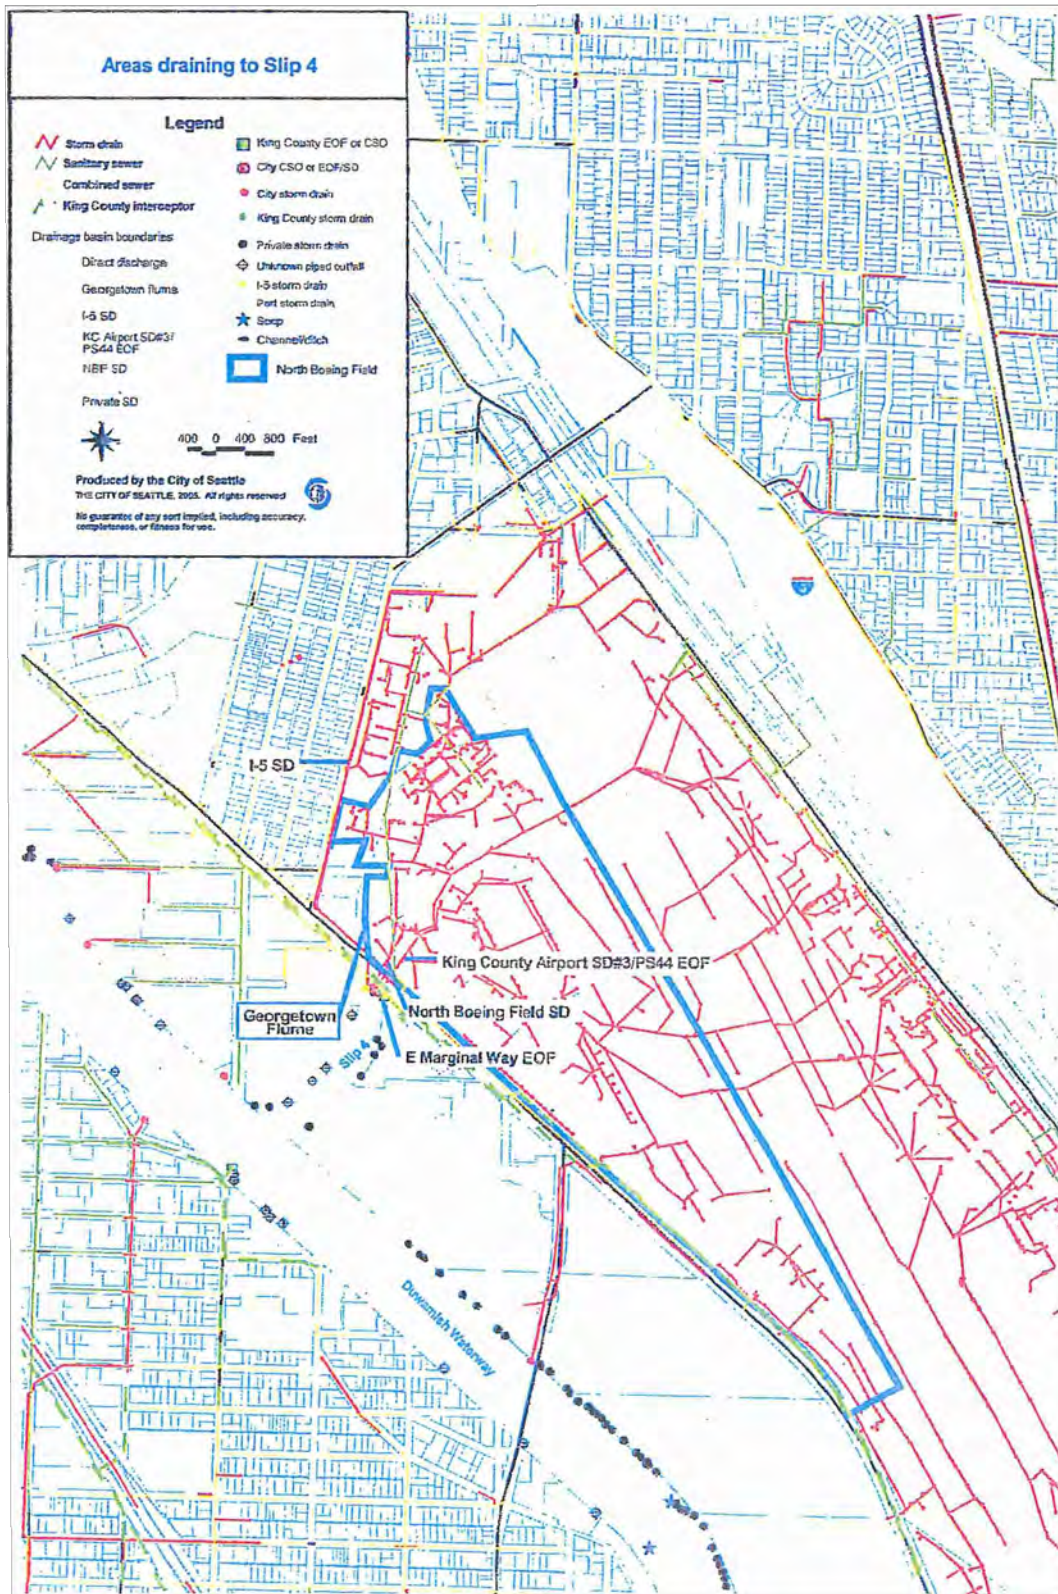 Areas draining to Slip 4
Legend
Storm drain
Sanitary sewer
Combined sewer
King County interceptor
Drainage basin boundaries
Direct discharge
Georgetown flume
I-5 SD
KC Airport SD#3/
PS44 EOF
NBF SD
Private SD
King County EOF or CSO
City CSO or EOF/SD
City storm drain
King County storm drain
Private storm drain
Unknown piped outfall
I-5 storm drain
Port storm drain
Seep
Channel/ditch
North Boeing Field
400 0 400 800 Feet
Produced by the City of Seattle
THE CITY OF SEATTLE, 2005. All rights reserved
No guarantee of any sort implied, including accuracy,
completeness, or fitness for use.
5
I-5 SD
King County Airport SD#3/PS44 EOF
Georgetown
Flume
North Boeing Field SD
Slip 4
E Marginal Way EOF
Duwamish Waterway